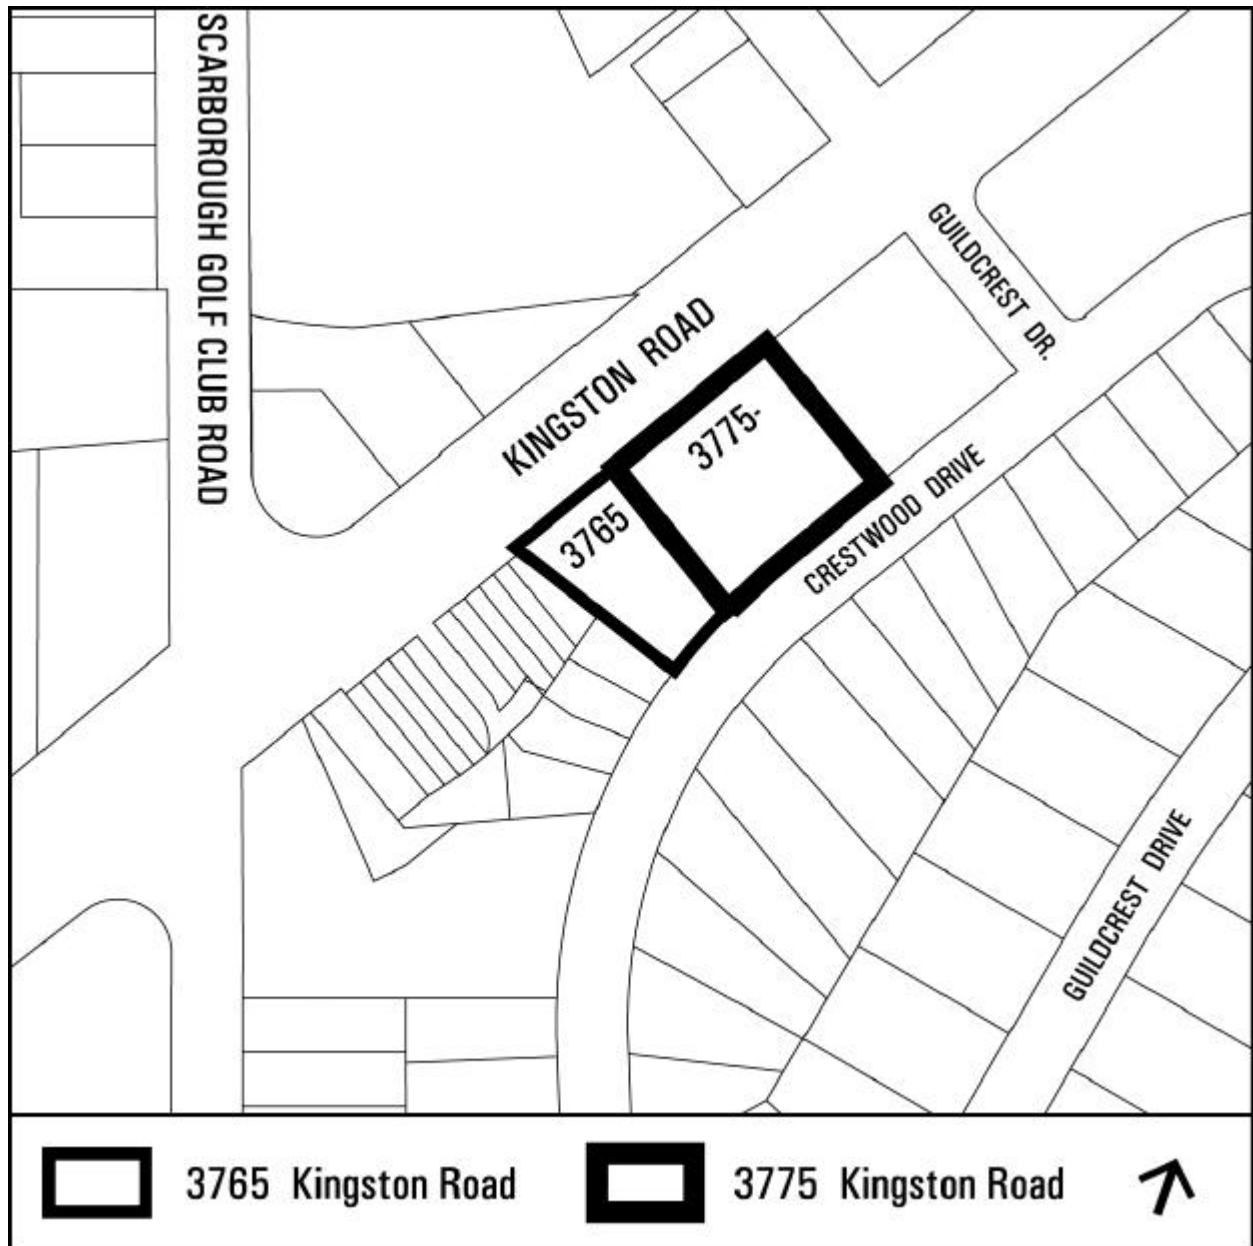 SCARBOROUGH GOLF CLUB ROAD
GUILDCREST DR.
KINGSTON ROAD
3775-
3765
CRESTWOOD DRIVE
GUILDCREST DRIVE
3765 Kingston Road
3775 Kingston Road